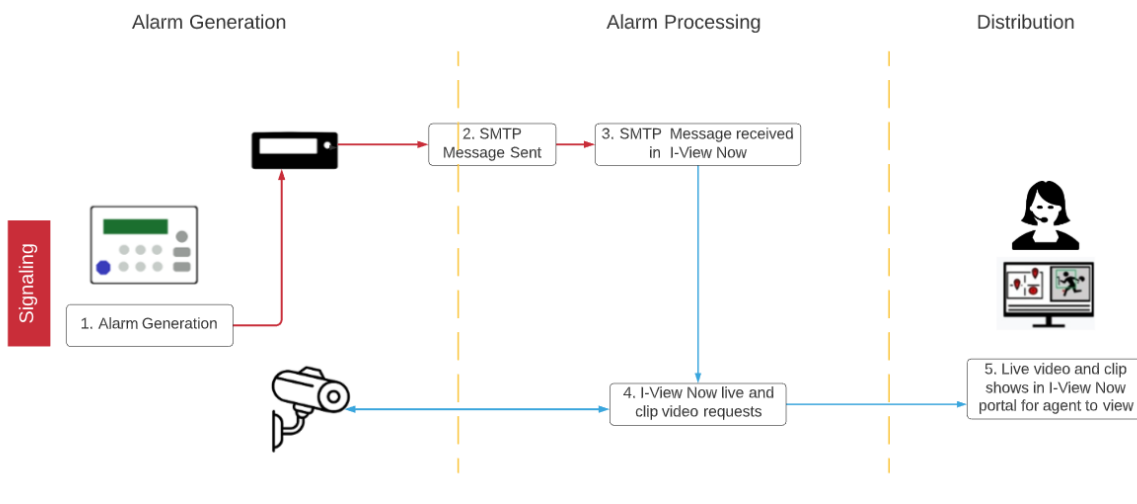 Alarm Generation
Alarm Processing
Distribution
2. SMTP
Message Sent
3. SMTP Message received
in I-View Now
Signaling
1. Alarm Generation
4. I-View Now live and
clip video requests
5. Live video and clip
shows in I-View Now
portal for agent to view